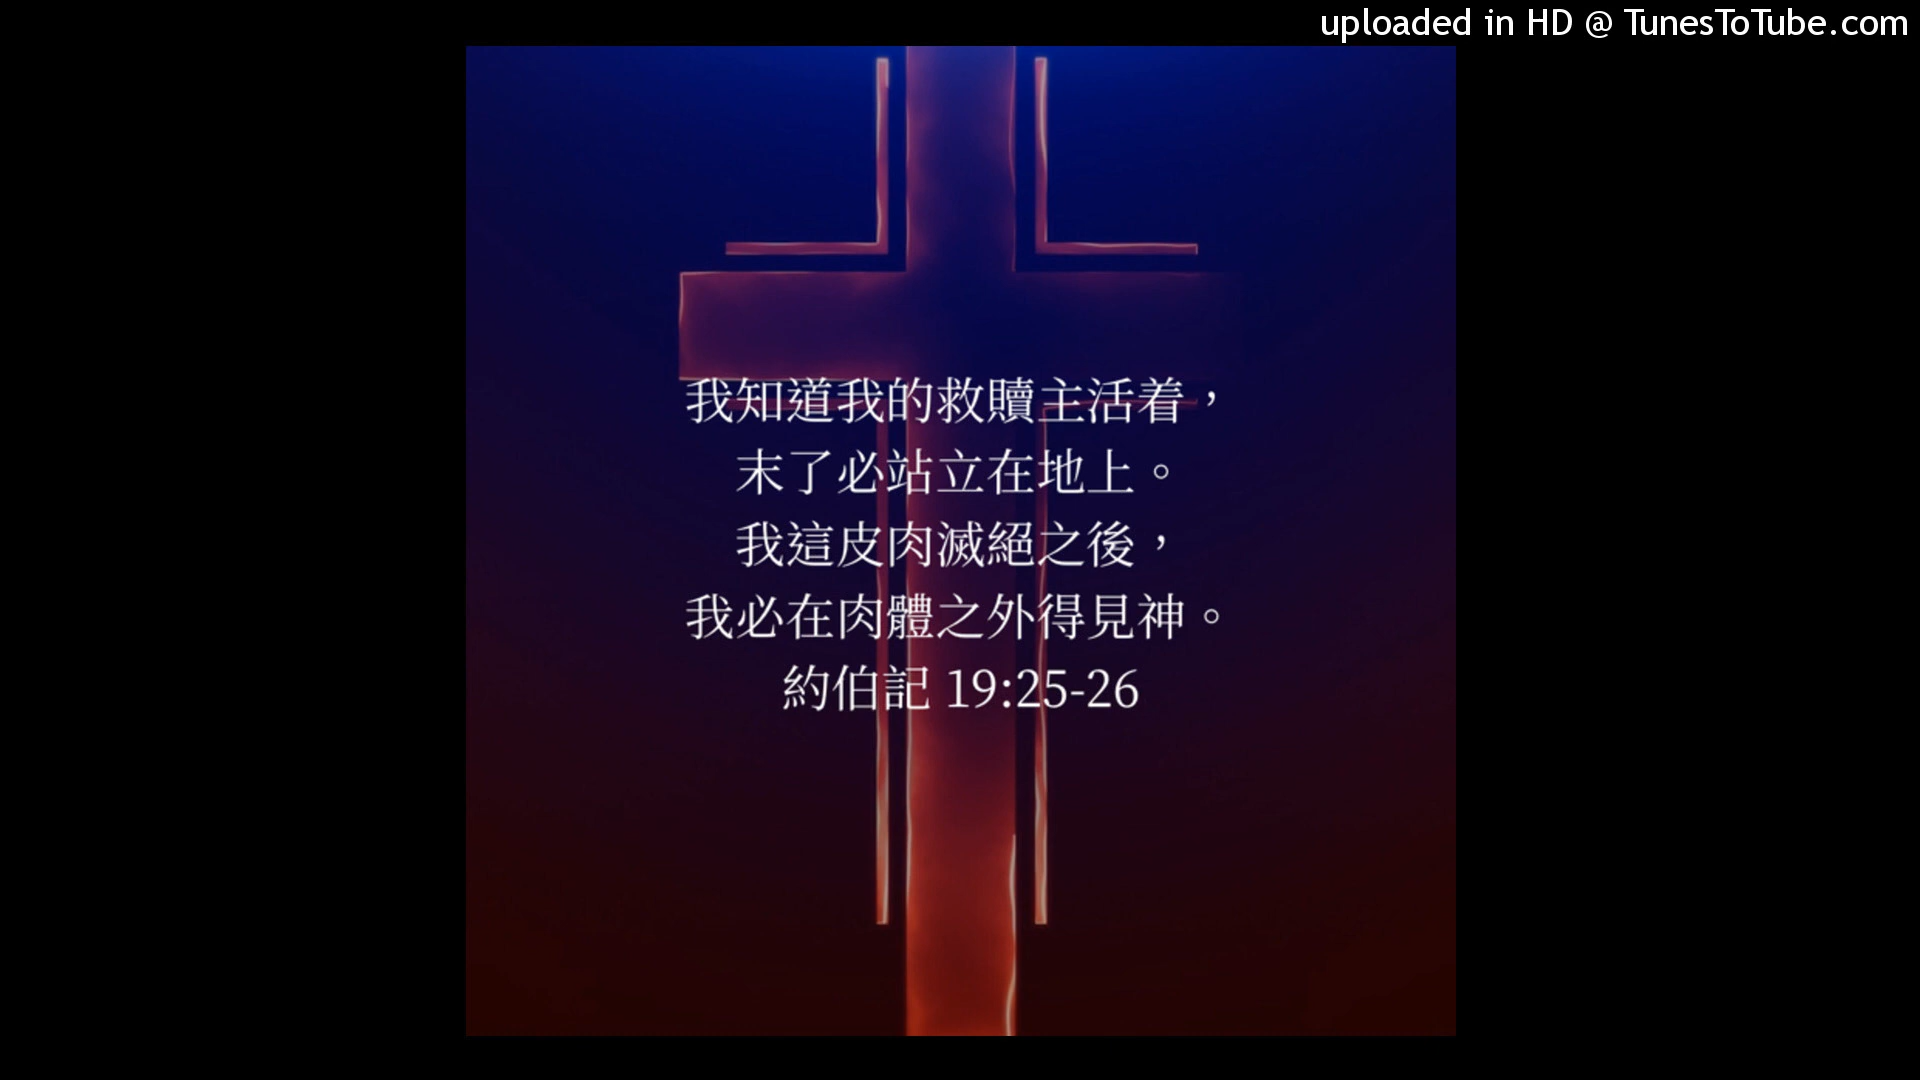 uploaded in HD @ TunesToTube.com
我知道我的救贖主活着，
末了必站立在地上。
我這皮肉滅絕之後，
我必在肉體之外得見神。
約伯記 19:25-26